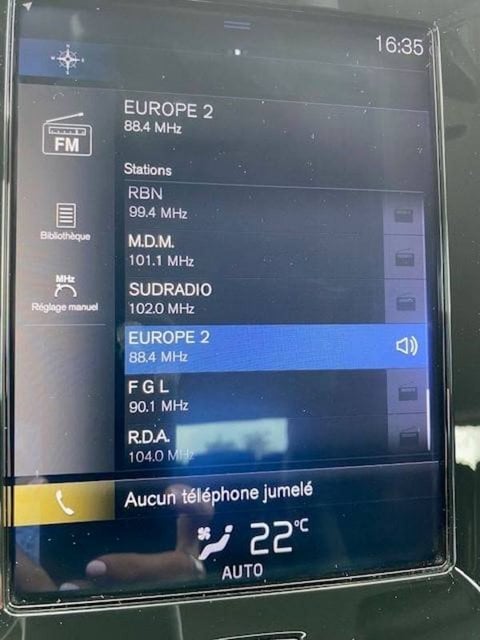 16:35
EUROPE 2
88.4 MHz
FM
Stations
RBN
99.4 MHz
Bibliothèque
M.D.M.
101.1 MHz
MHz
Réglage manuel
SUDRADIO
102.0 MHz
EUROPE 2
88.4 MHz
F G L
90.1 MHz
R.D.A.
104.0 MHz
Aucun téléphone jumelé
22°C
AUTO